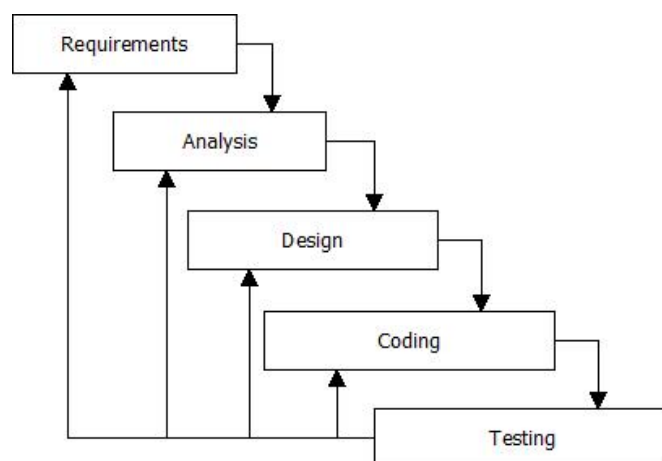 Requirements
Analysis
Design
Coding
Testing